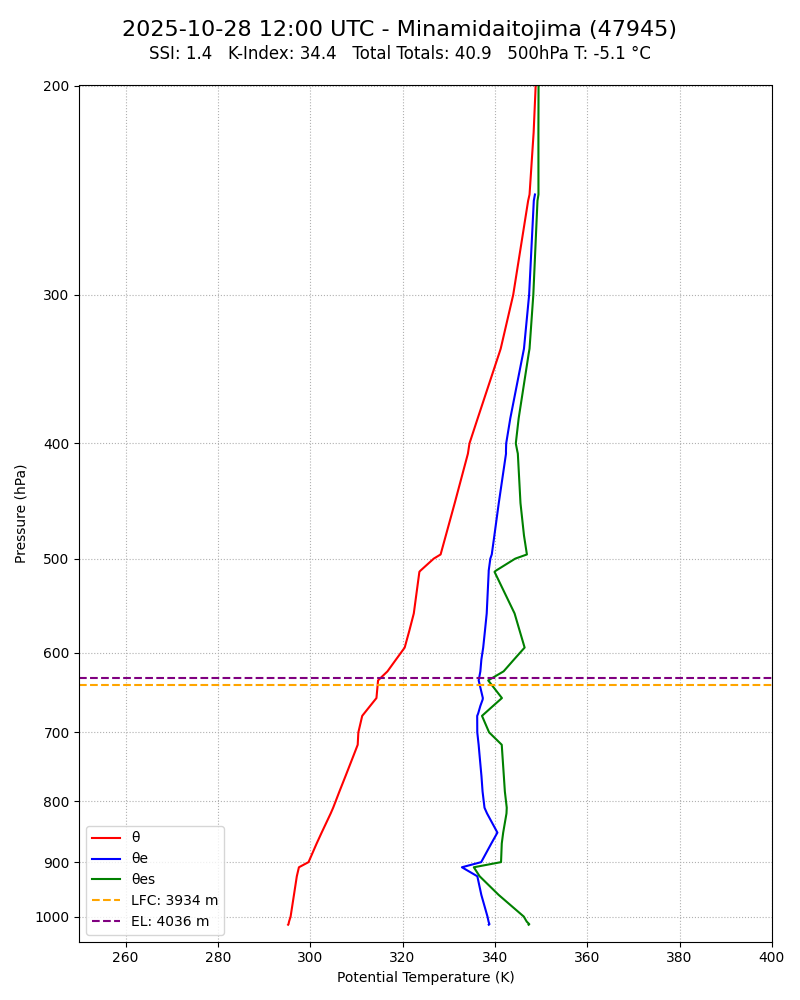 2025-10-28 12:00 UTC - Minamidaitojima (47945)
SSI: 1.4   K-Index: 34.4   Total Totals: 40.9   500hPa T: -5.1 °C
200
300
400
500
600
700
800
900
1000
Pressure (hPa)
θ
θe
θes
LFC: 3934 m
EL: 4036 m
260 280 300 320 340 360 380 400
Potential Temperature (K)